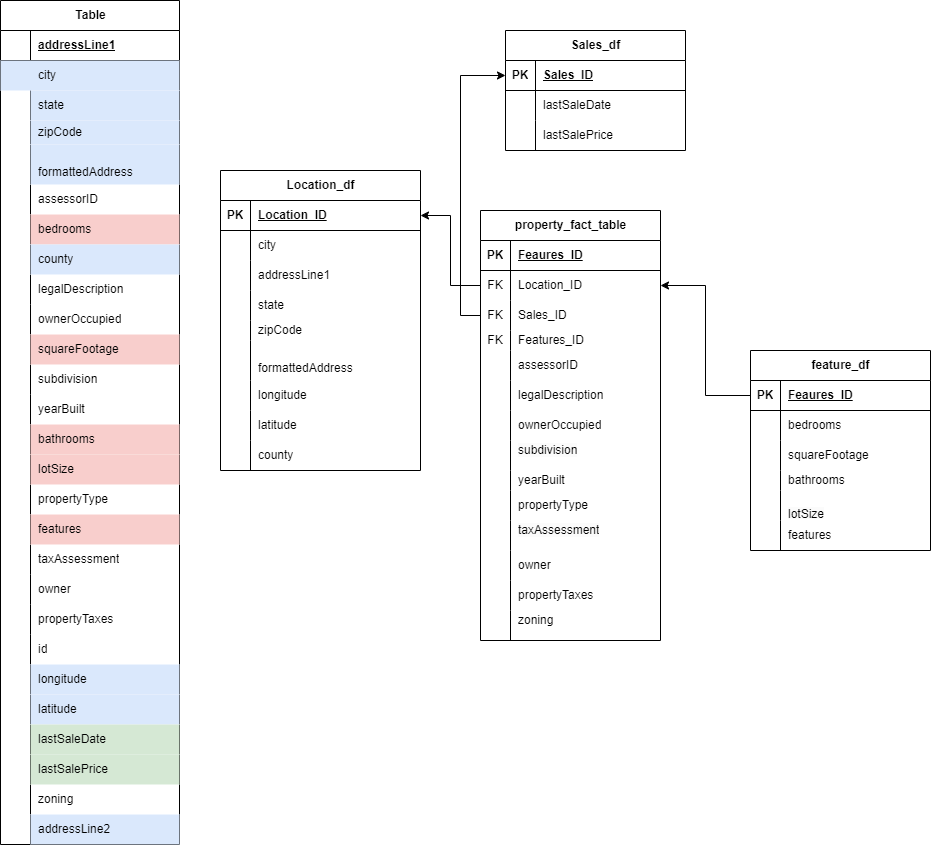 Table
addressLine1
city
state
zipCode
formattedAddress
assessorID
bedrooms
county
legalDescription
ownerOccupied
squareFootage
subdivision
yearBuilt
bathrooms
lotSize
propertyType
features
taxAssessment
owner
propertyTaxes
id
longitude
latitude
lastSaleDate
lastSalePrice
zoning
addressLine2
Location_df
PK Location_ID
city
addressLine1
state
zipCode
formattedAddress
longitude
latitude
county
Sales_df
PK Sales_ID
lastSaleDate
lastSalePrice
property_fact_table
PK Feaures_ID
FK Location_ID
FK Sales_ID
FK Features_ID
assessorID
legalDescription
ownerOccupied
subdivision
yearBuilt
propertyType
taxAssessment
owner
propertyTaxes
zoning
feature_df
PK Feaures_ID
bedrooms
squareFootage
bathrooms
lotSize
features